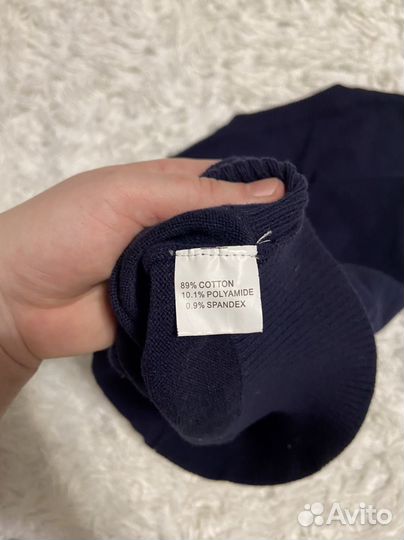 89% COTTON
10.1% POLYAMIDE
0.9% SPANDEX
Avito